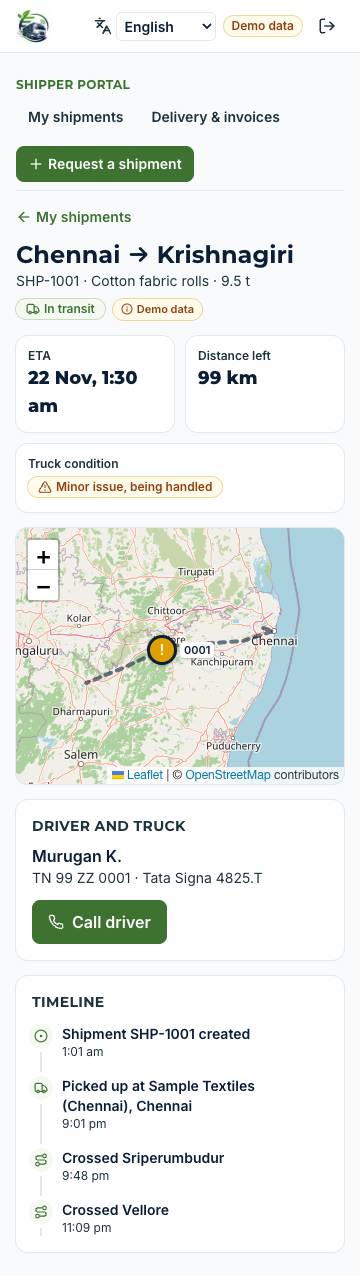 English
Demo data
SHIPPER PORTAL
My shipments
Delivery & invoices
Request a shipment
My shipments
Chennai → Krishnagiri
SHP-1001 · Cotton fabric rolls · 9.5 t
In transit
Demo data
ETA
22 Nov, 1:30
am
Distance left
99 km
Truck condition
Minor issue, being handled
+
−
Tirupati
Chittoor
Kolar
ngaluru
!
0001
Chennai
Kanchipuram
Dharmapuri
Salem
Puducherry
Leaflet | © OpenStreetMap contributors
DRIVER AND TRUCK
Murugan K.
TN 99 ZZ 0001 · Tata Signa 4825.T
Call driver
TIMELINE
Shipment SHP-1001 created
1:01 am
Picked up at Sample Textiles
(Chennai), Chennai
9:01 pm
Crossed Sriperumbudur
9:48 pm
Crossed Vellore
11:09 pm